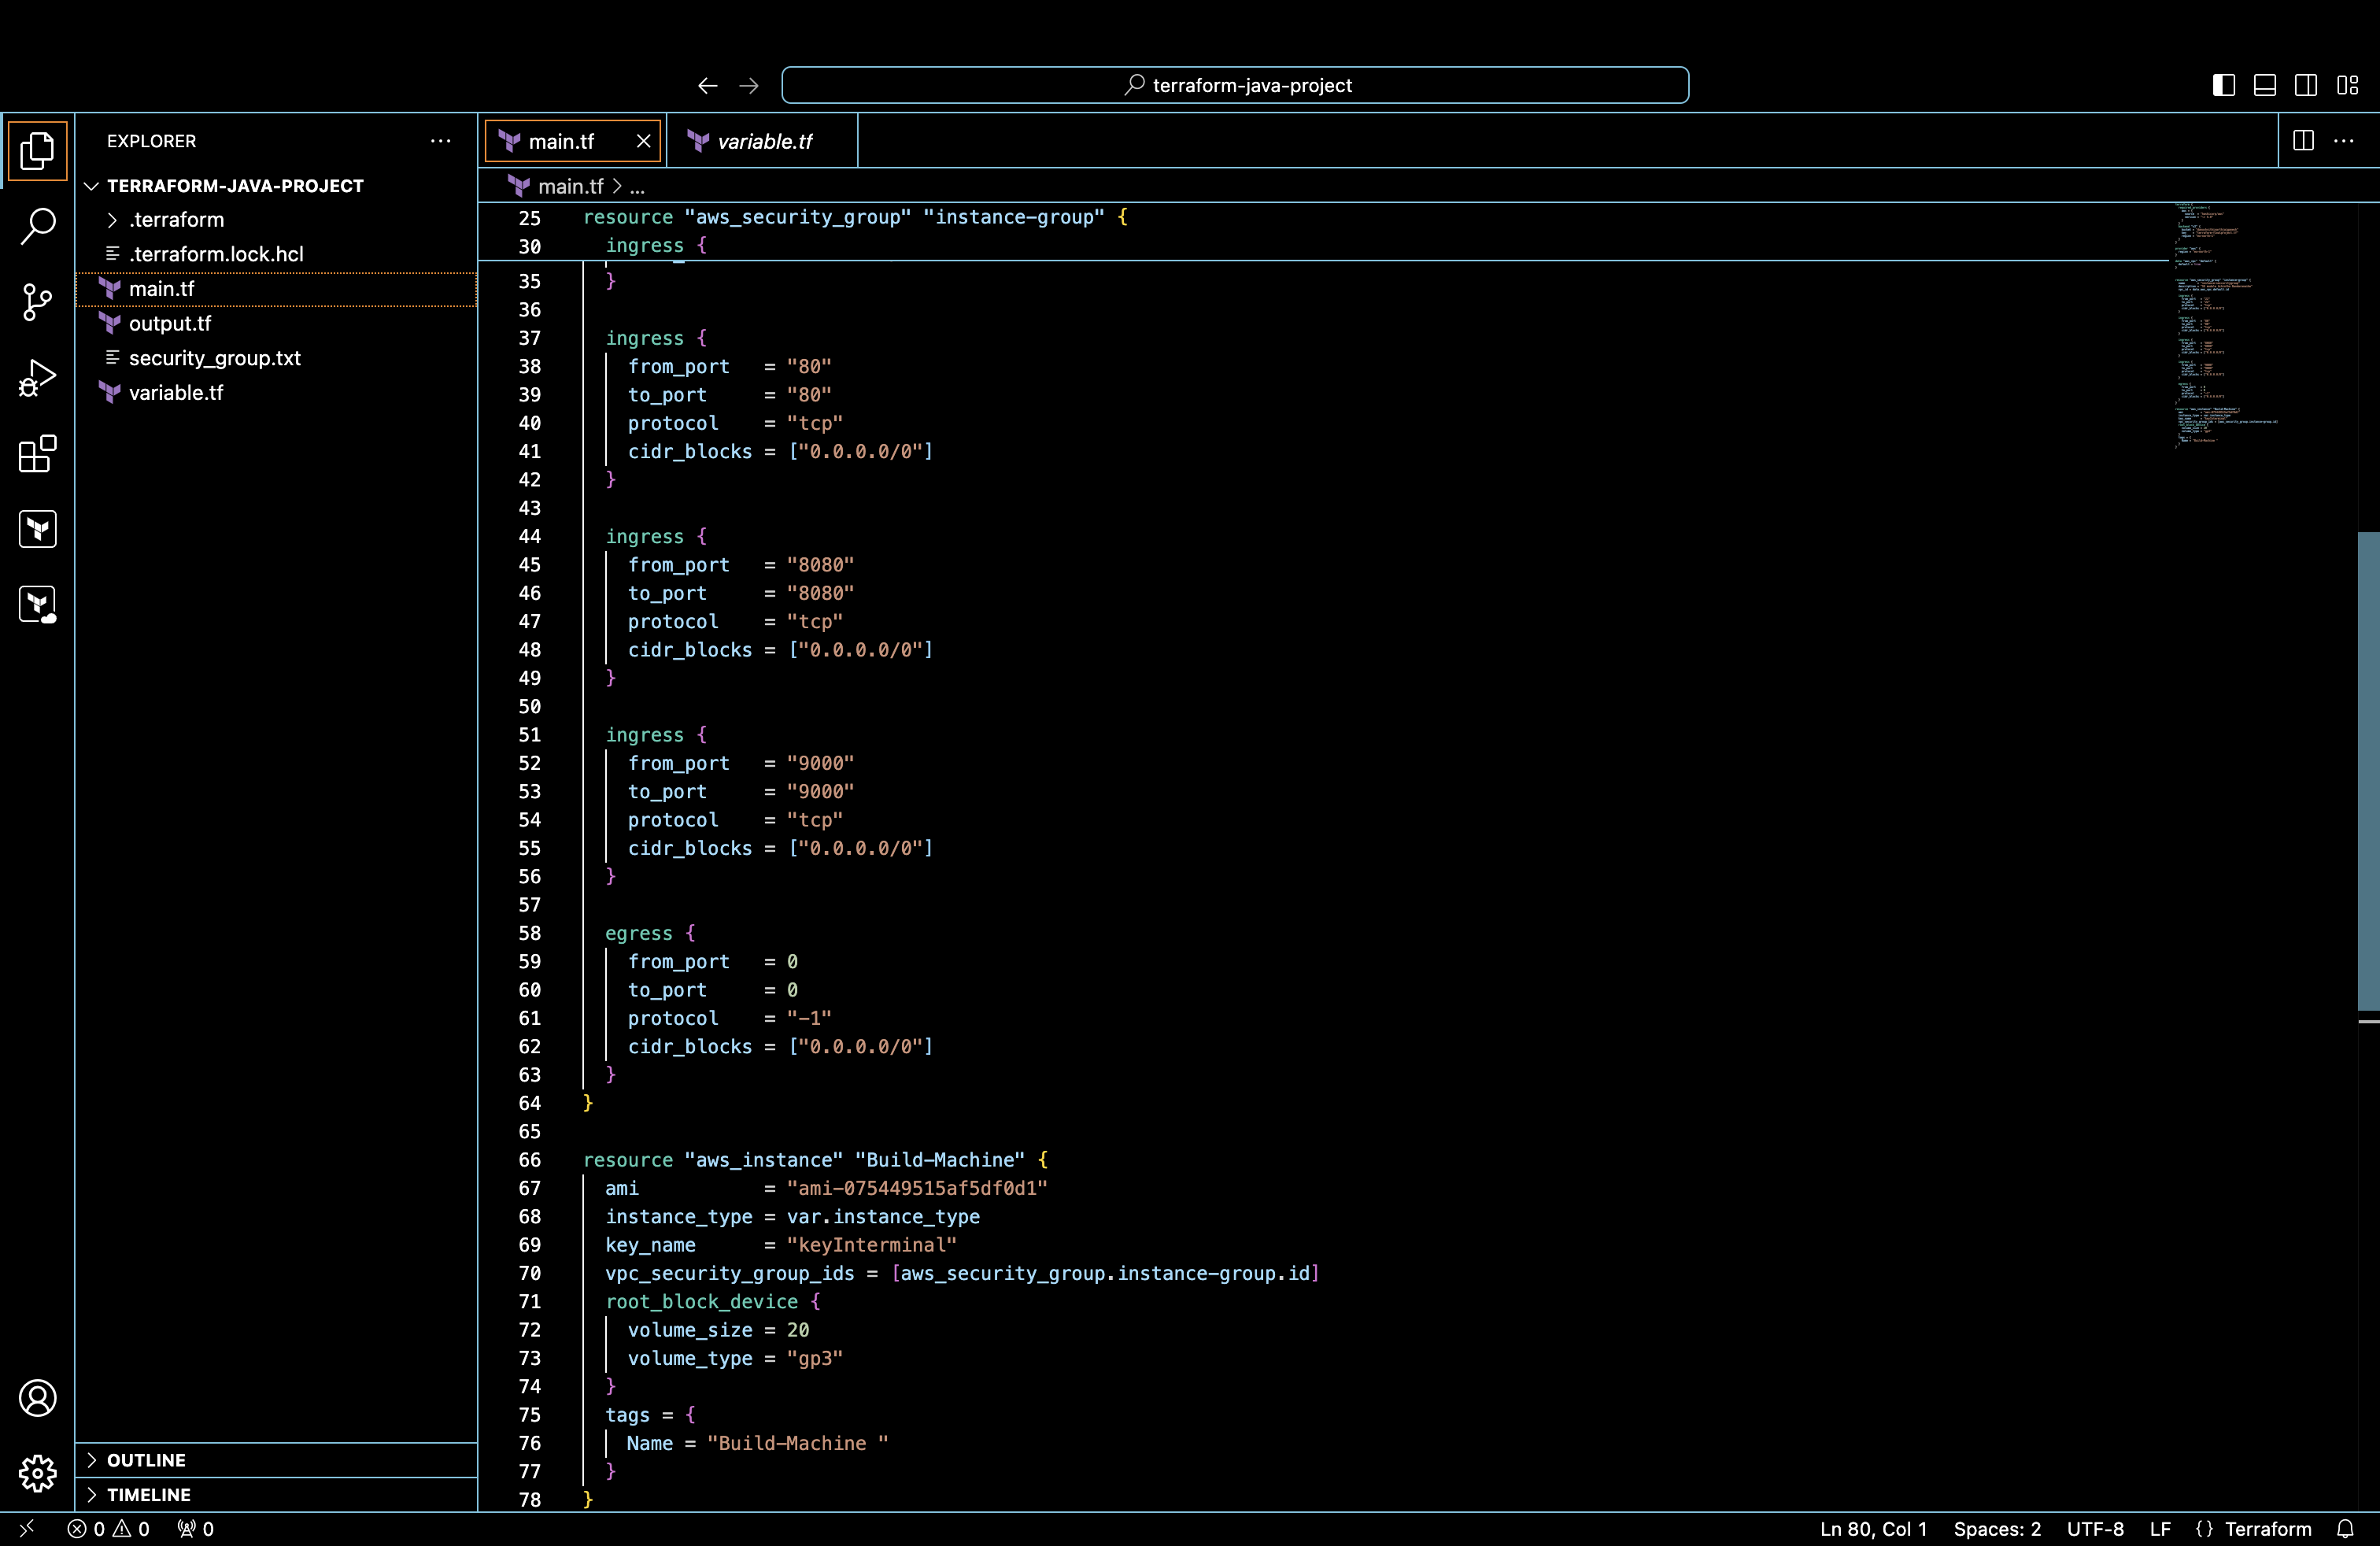 terraform-java-project
EXPLORER
main.tf
variable.tf
TERRAFORM-JAVA-PROJECT
.terraform
.terraform.lock.hcl
main.tf
output.tf
security_group.txt
variable.tf
OUTLINE
TIMELINE
main.tf > ...
25 resource "aws_security_group" "instance-group" {
30 ingress {
35 }
36
37 ingress {
38 from_port = "80"
39 to_port = "80"
40 protocol = "tcp"
41 cidr_blocks = ["0.0.0.0/0"]
42 }
43
44 ingress {
45 from_port = "8080"
46 to_port = "8080"
47 protocol = "tcp"
48 cidr_blocks = ["0.0.0.0/0"]
49 }
50
51 ingress {
52 from_port = "9000"
53 to_port = "9000"
54 protocol = "tcp"
55 cidr_blocks = ["0.0.0.0/0"]
56 }
57
58 egress {
59 from_port = 0
60 to_port = 0
61 protocol = "-1"
62 cidr_blocks = ["0.0.0.0/0"]
63 }
64 }
65
66 resource "aws_instance" "Build-Machine" {
67 ami = "ami-075449515af5df0d1"
68 instance_type = var.instance_type
69 key_name = "keyInterminal"
70 vpc_security_group_ids = [aws_security_group.instance-group.id]
71 root_block_device {
72 volume_size = 20
73 volume_type = "gp3"
74 }
75 tags = {
76 Name = "Build-Machine "
77 }
78 }
0 0 0
Ln 80, Col 1 Spaces: 2 UTF-8 LF {} Terraform